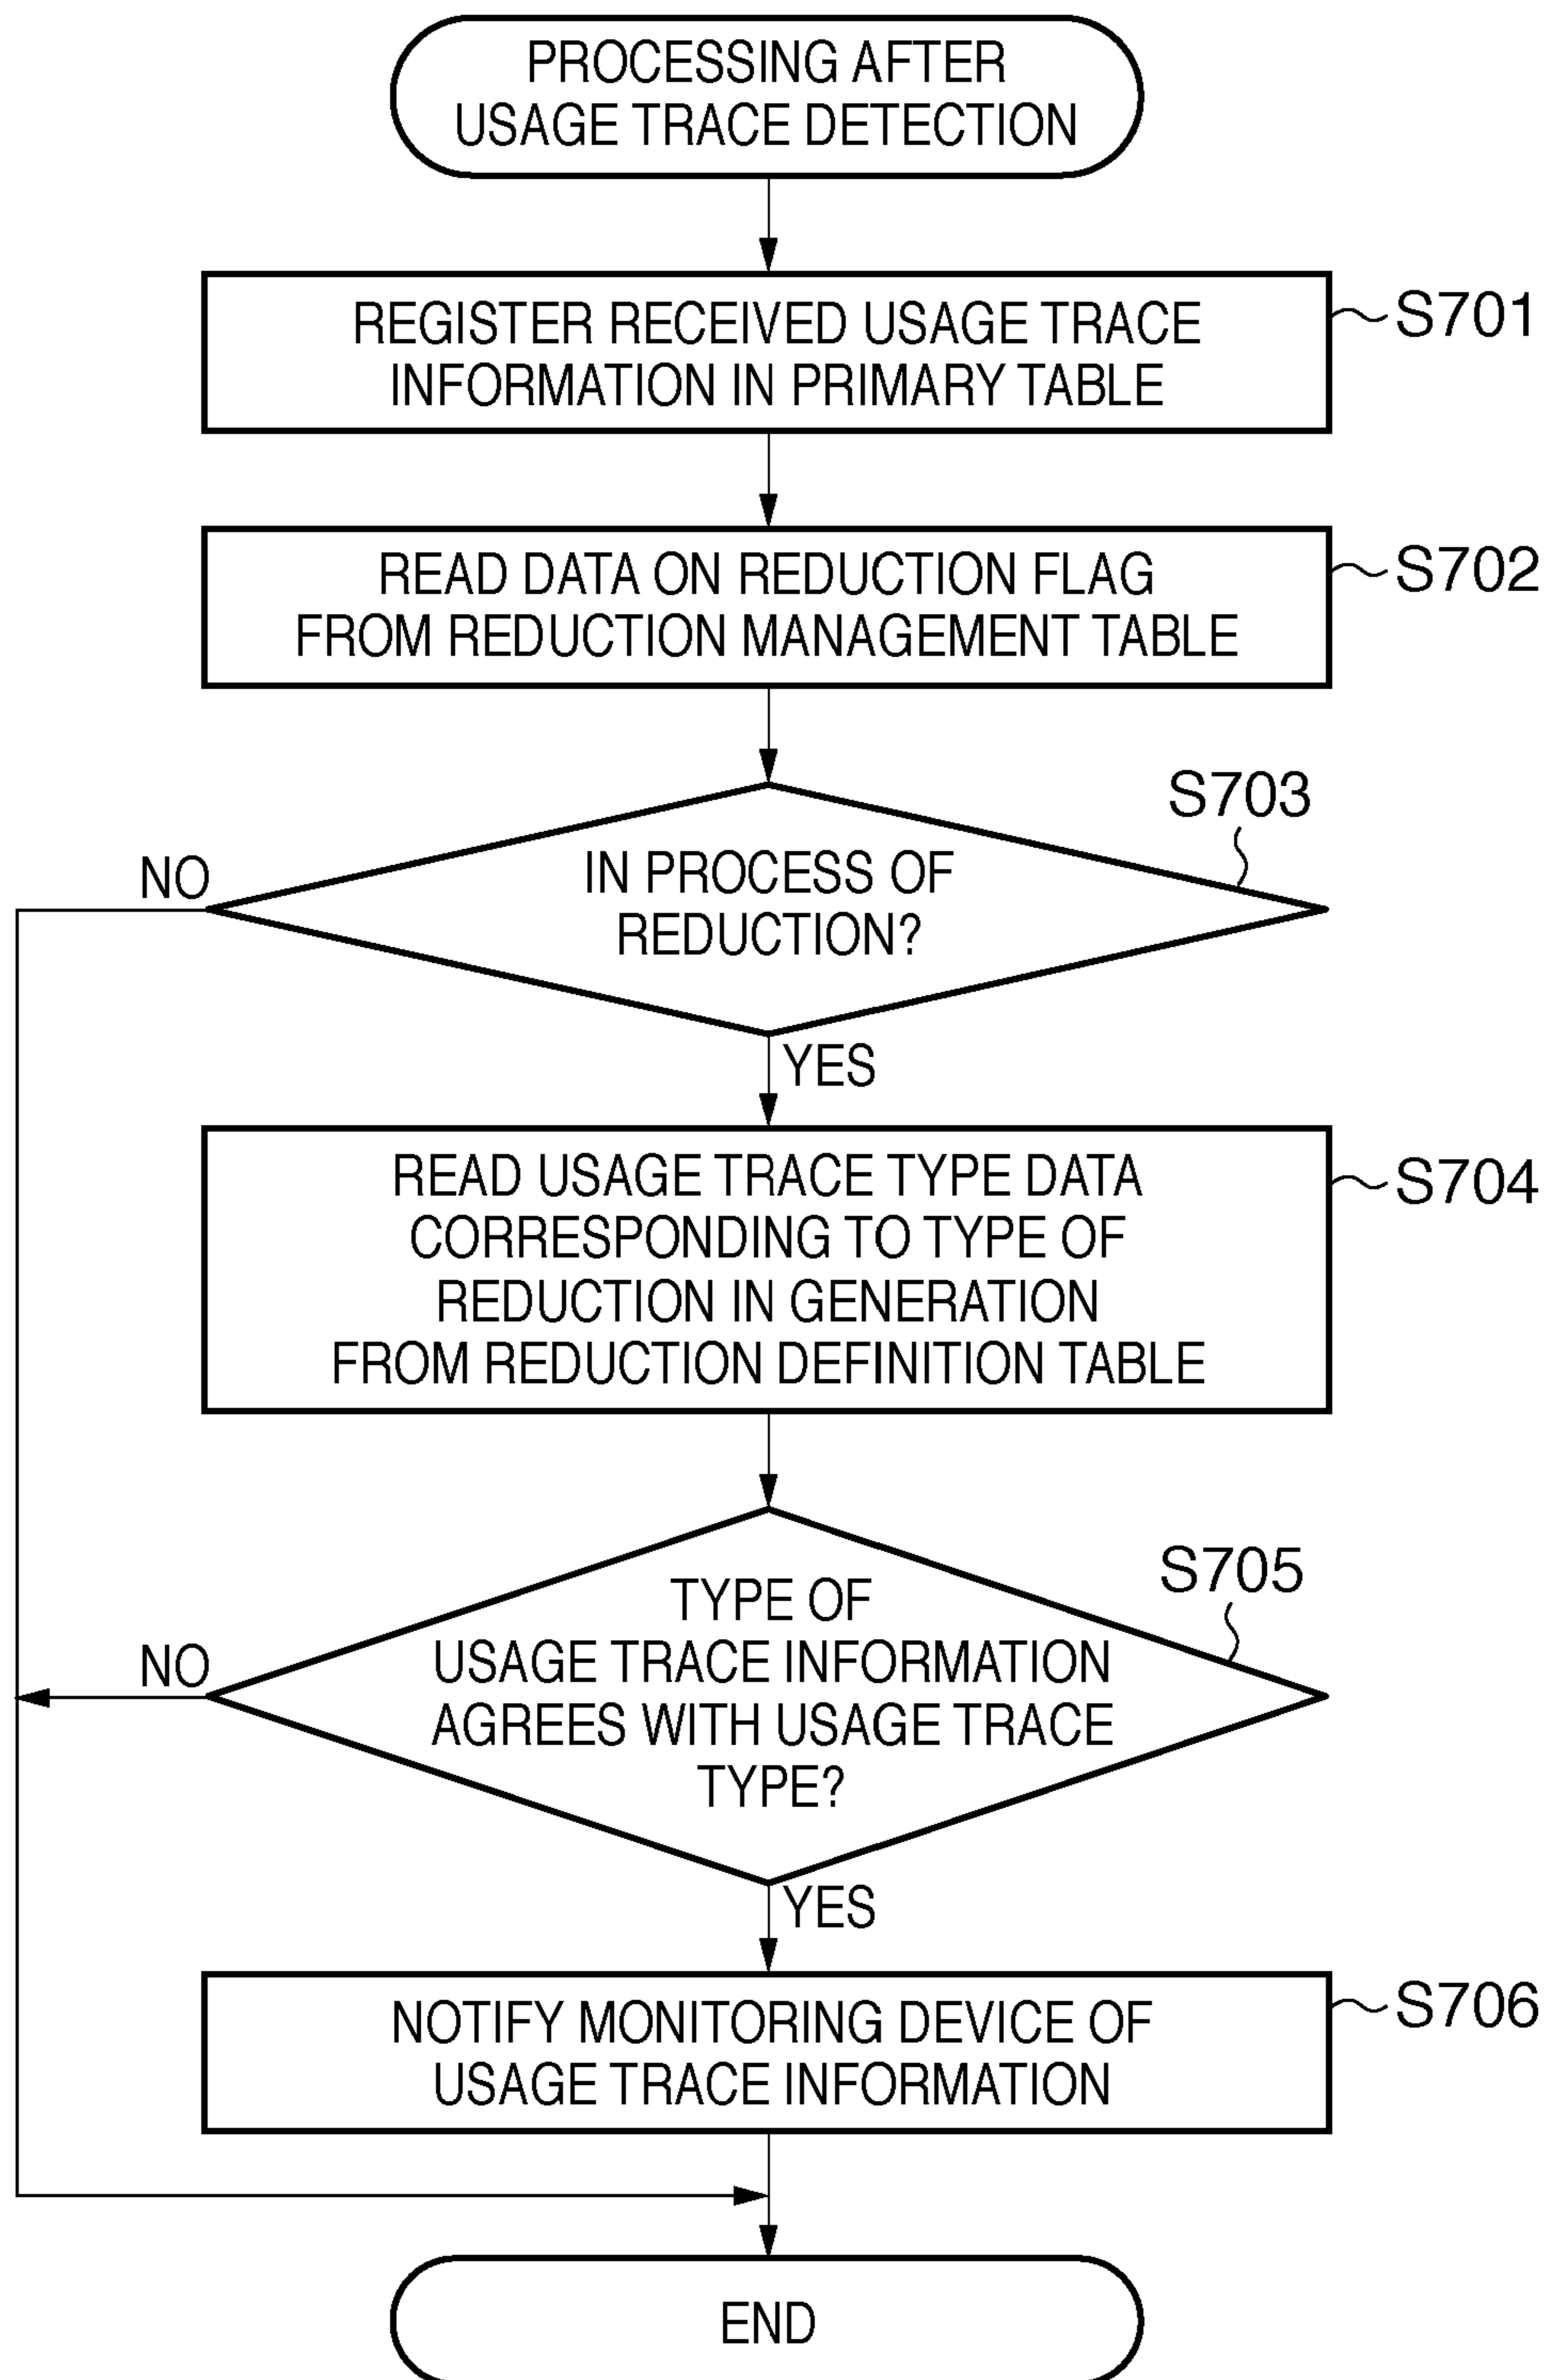 PROCESSING AFTER
USAGE TRACE DETECTION
REGISTER RECEIVED USAGE TRACE
INFORMATION IN PRIMARY TABLE
S701
READ DATA ON REDUCTION FLAG
FROM REDUCTION MANAGEMENT TABLE
S702
S703
NO
IN PROCESS OF
REDUCTION?
YES
READ USAGE TRACE TYPE DATA
CORRESPONDING TO TYPE OF
REDUCTION IN GENERATION
FROM REDUCTION DEFINITION TABLE
S704
S705
NO
TYPE OF
USAGE TRACE INFORMATION
AGREES WITH USAGE TRACE
TYPE?
YES
NOTIFY MONITORING DEVICE OF
USAGE TRACE INFORMATION
S706
END